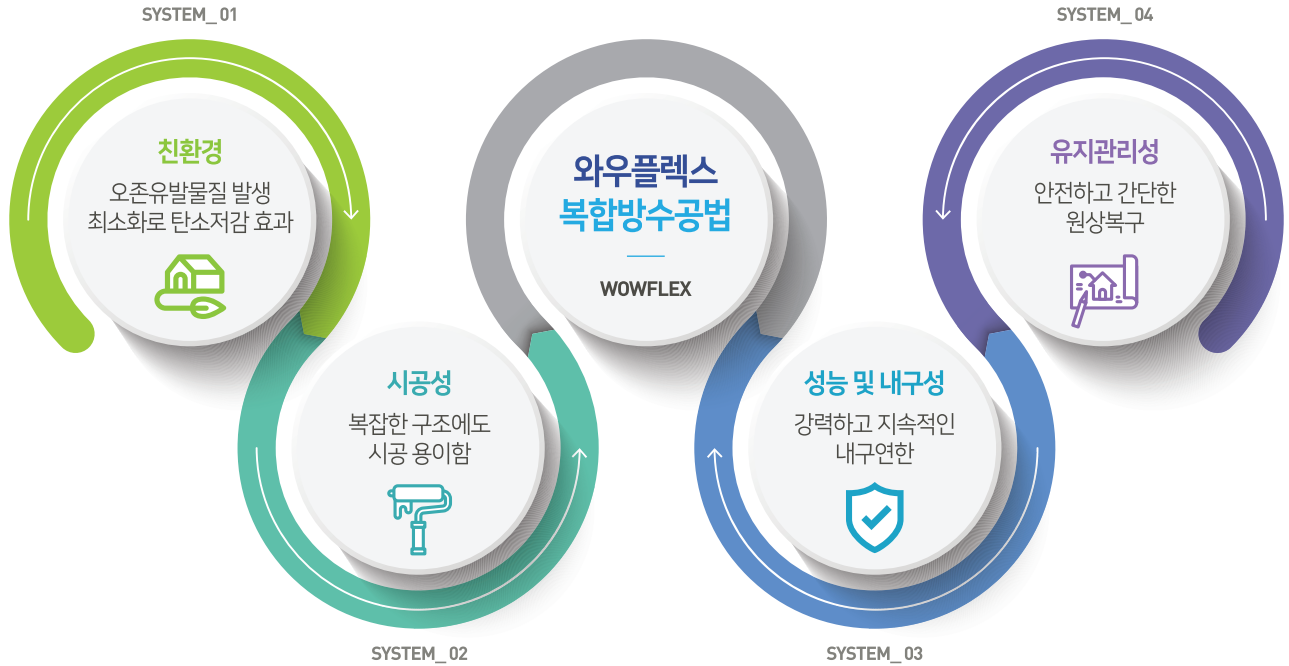 SYSTEM_01
친환경
오존유발물질 발생
최소화로 탄소저감 효과
시공성
복잡한 구조에도
시공 용이함
SYSTEM_02
와우플렉스
복합방수공법
WOWFLEX
성능 및 내구성
강력하고 지속적인
내구연한
SYSTEM_03
SYSTEM_04
유지관리성
안전하고 간단한
원상복구